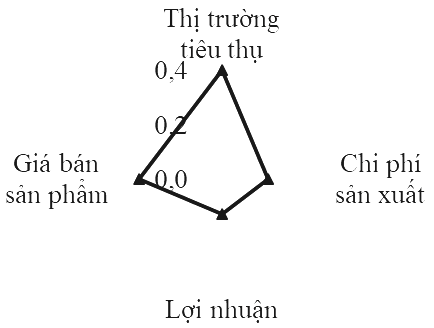 Thị trường
tiêu thụ
0,4
0,2
Giá bán
sản phẩm
0,0
Chi phí
sản xuất
Lợi nhuận